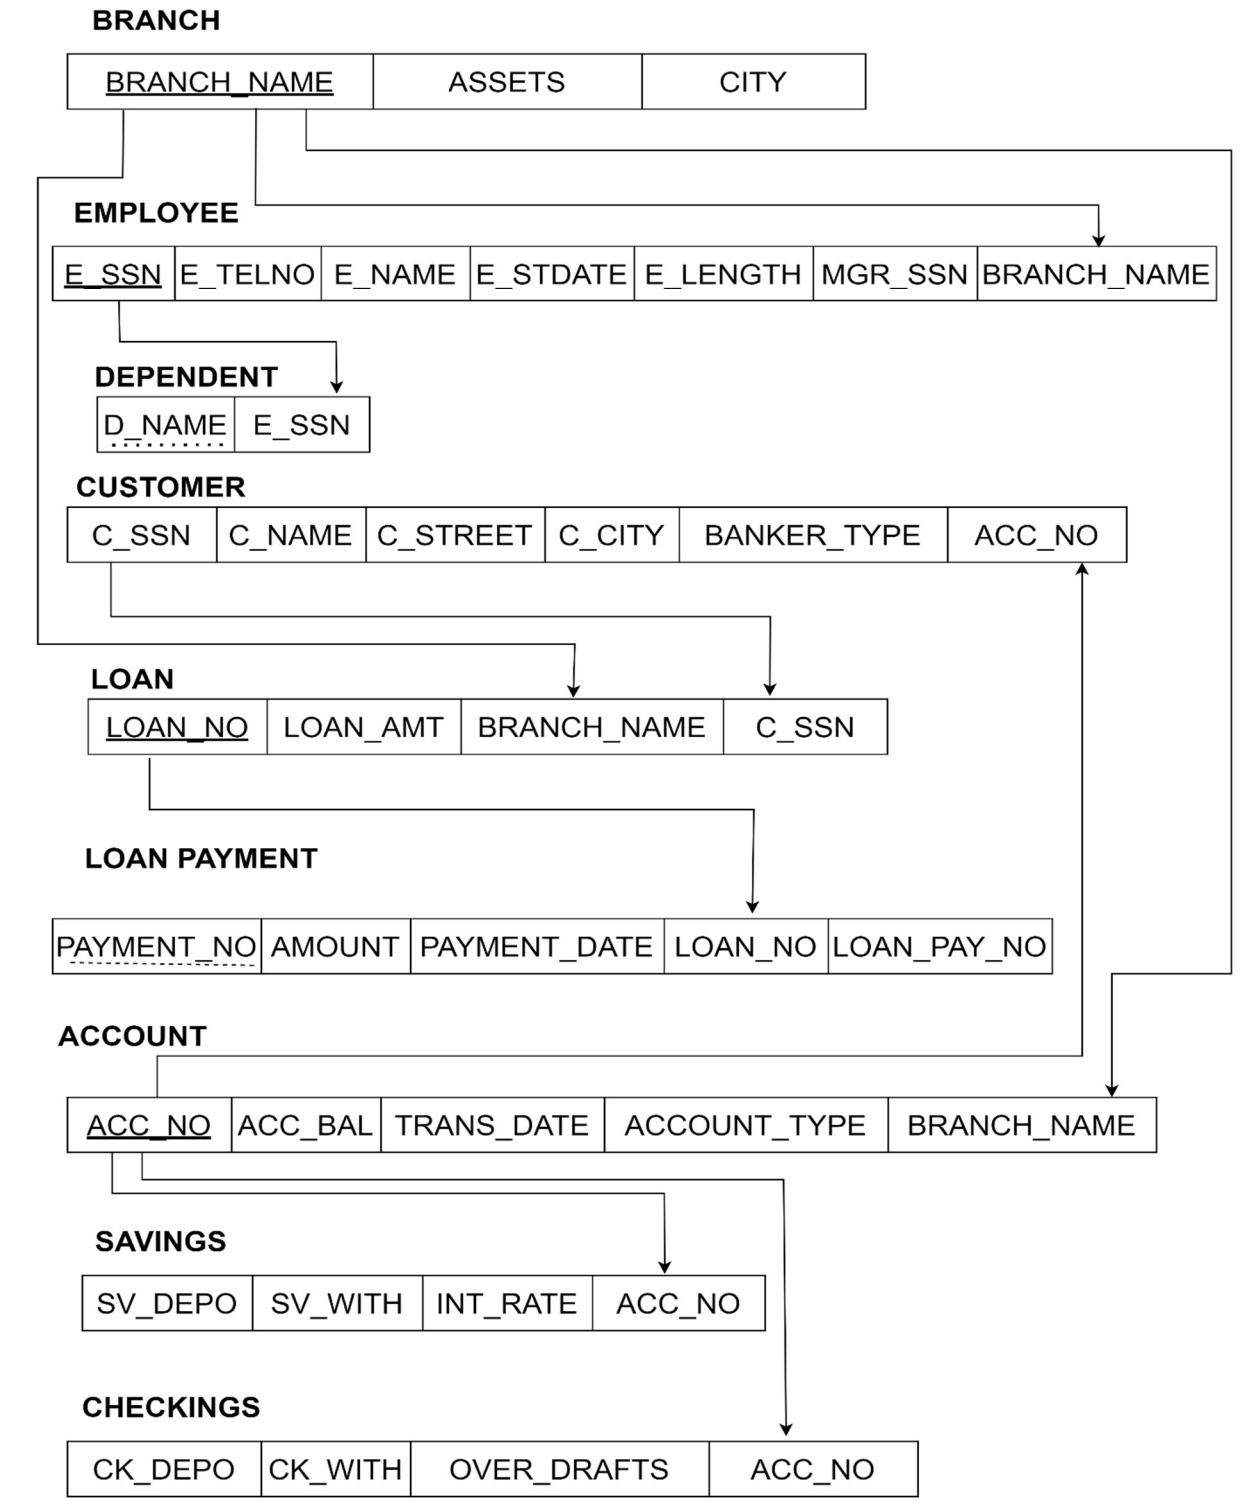 BRANCH
BRANCH_NAME ASSETS CITY
EMPLOYEE
E_SSN E_TELNO E_NAME E_STDATE E_LENGTH MGR_SSN BRANCH_NAME
DEPENDENT
D_NAME E_SSN
CUSTOMER
C_SSN C_NAME C_STREET C_CITY BANKER_TYPE ACC_NO
LOAN
LOAN_NO LOAN_AMT BRANCH_NAME C_SSN
LOAN PAYMENT
PAYMENT_NO AMOUNT PAYMENT_DATE LOAN_NO LOAN_PAY_NO
ACCOUNT
ACC_NO ACC_BAL TRANS_DATE ACCOUNT_TYPE BRANCH_NAME
SAVINGS
SV_DEPO SV_WITH INT_RATE ACC_NO
CHECKINGS
CK_DEPO CK_WITH OVER_DRAFTS ACC_NO